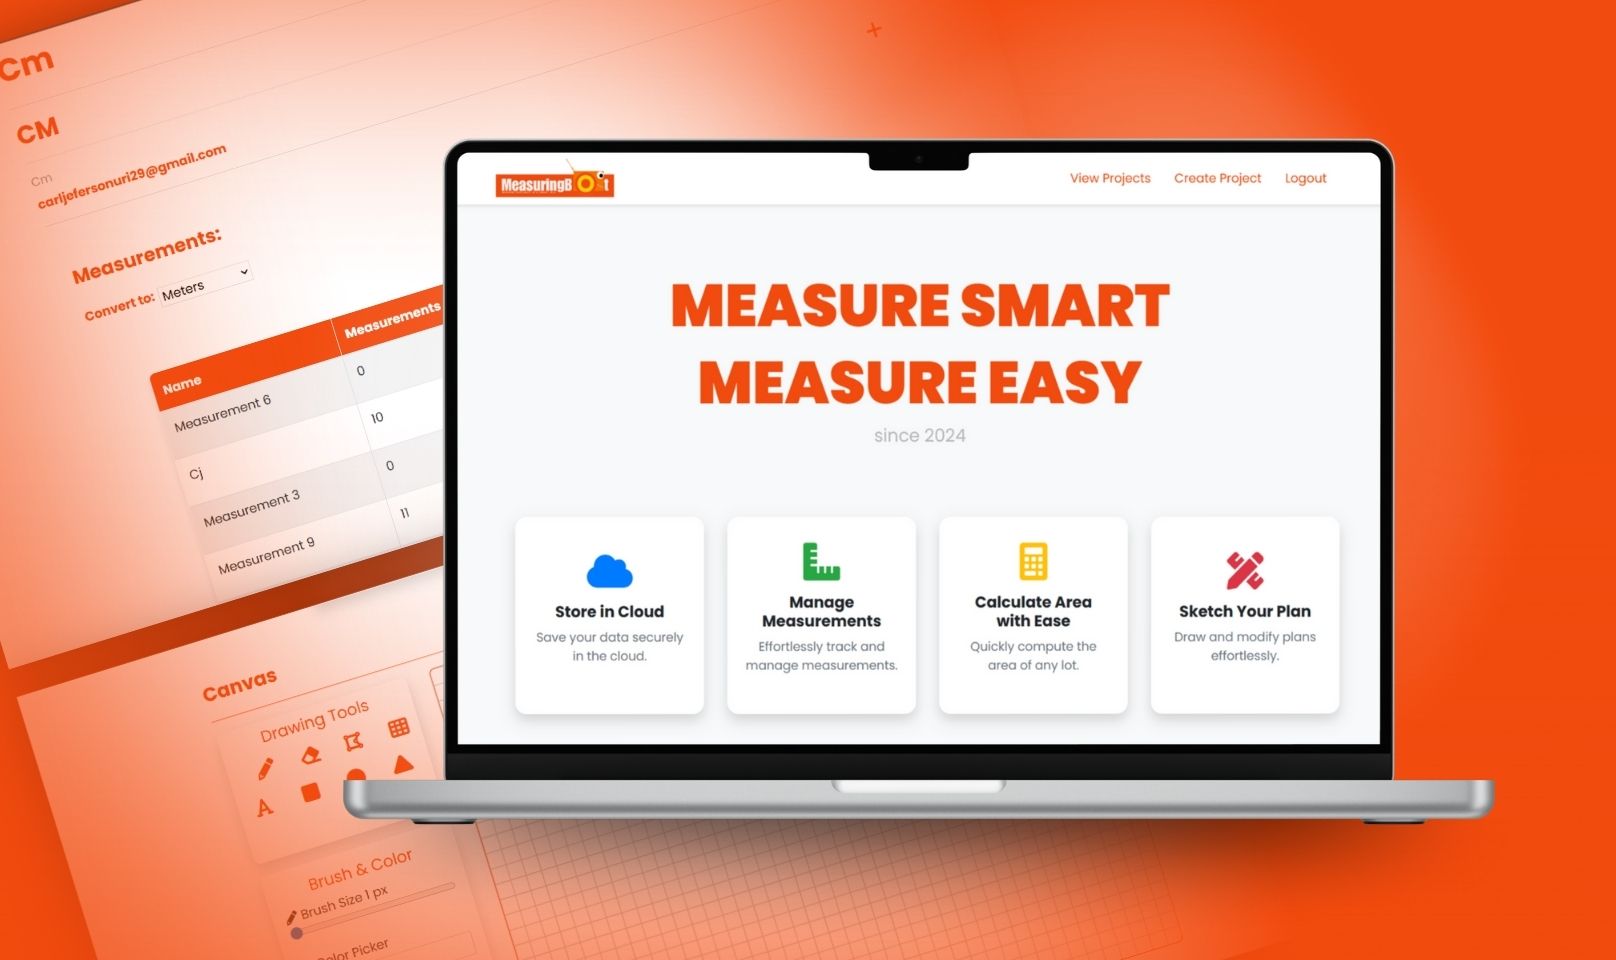 Cm
CM
Cm
carljefersonuri29@gmail.com
Measurements:
Convert to: Meters
Name Measurements
Measurement 6 0
Cj 10
Measurement 3 0
Measurement 9 11
Canvas
Drawing Tools
A
Brush & Color
Brush Size 1 px
Color Picker
MeasuringBOSt
View Projects Create Project Logout
MEASURE SMART
MEASURE EASY
since 2024
Store in Cloud
Save your data securely
in the cloud.
Manage
Measurements
Effortlessly track and
manage measurements.
Calculate Area
with Ease
Quickly compute the
area of any lot.
Sketch Your Plan
Draw and modify plans
effortlessly.